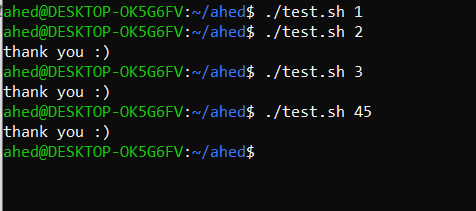 ahed@DESKTOP-OK5G6FV:~/ahed$ ./test.sh 1
ahed@DESKTOP-OK5G6FV:~/ahed$ ./test.sh 2
thank you :)
ahed@DESKTOP-OK5G6FV:~/ahed$ ./test.sh 3
thank you :)
ahed@DESKTOP-OK5G6FV:~/ahed$ ./test.sh 45
thank you :)
ahed@DESKTOP-OK5G6FV:~/ahed$